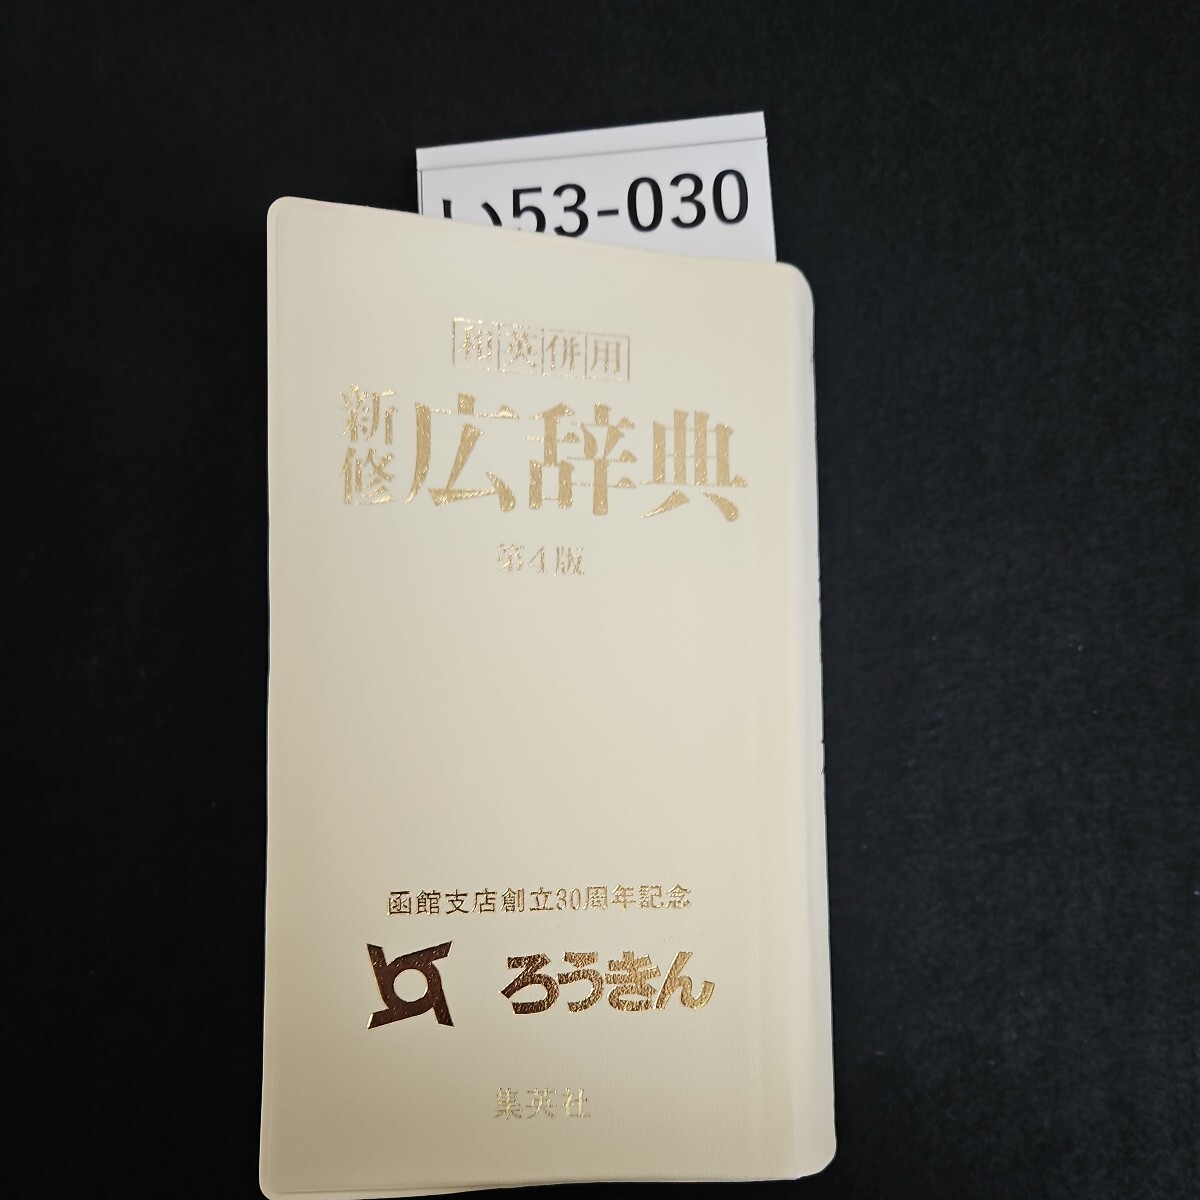 い53-030
和英併用
新修広辞典
第4版
函館支店創立30周年記念
ろうきん
集英社